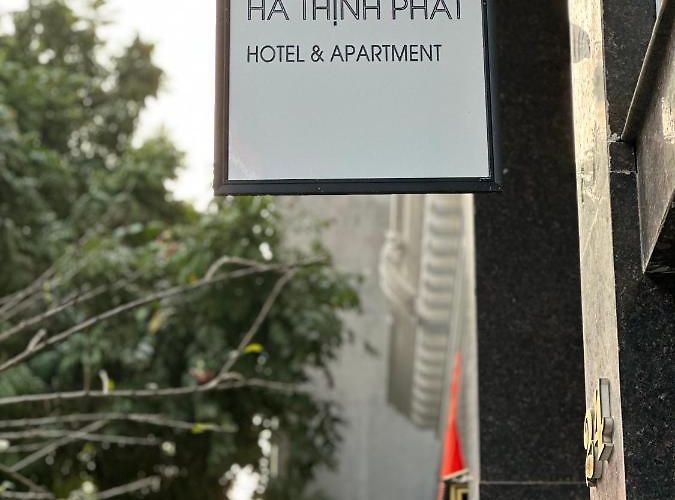 HÀ THỊNH PHÁT
HOTEL & APARTMENT